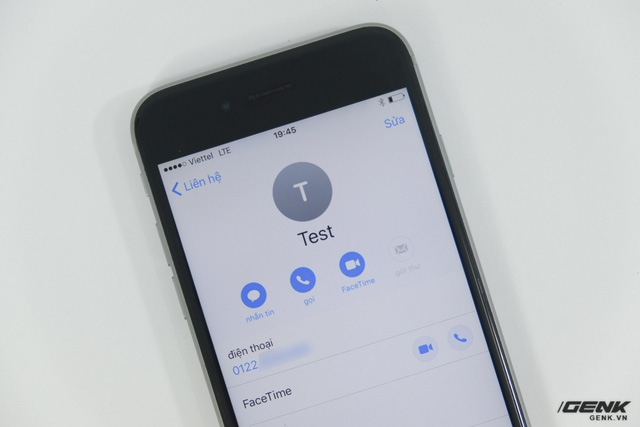 Viettel LTE
19:45
Liên hệ
Sửa
T
Test
nhắn tin
gọi
FaceTime
gửi thư
điện thoại
0122
FaceTime
GENK
GENK.VN